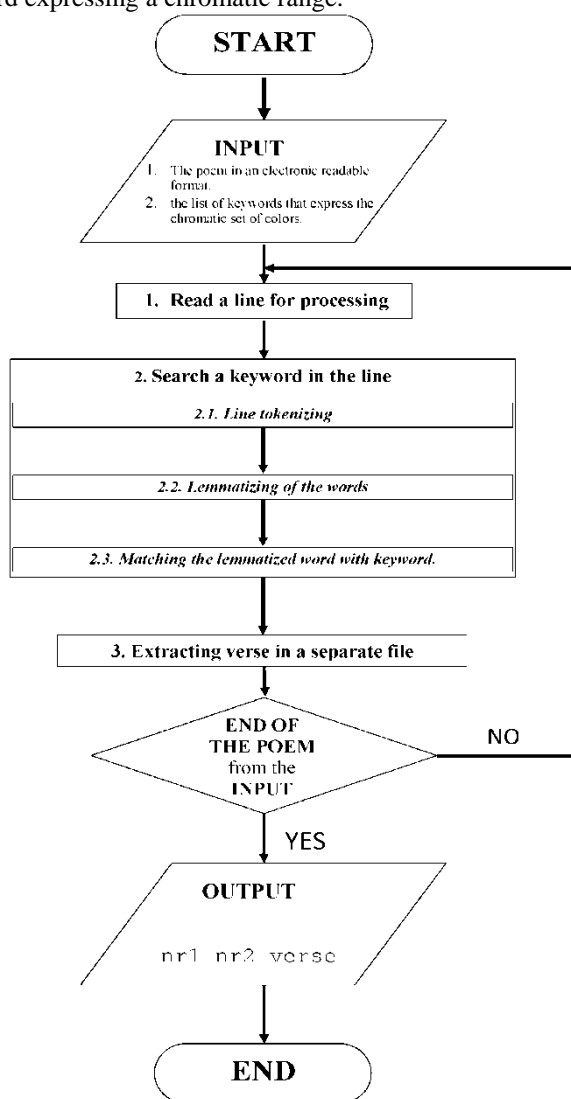 rd expressing a chromatic range.
START
INPUT
1. The poem in an electronic readable
format.
2. the list of keywords that express the
chromatic set of colors.
1. Read a line for processing
2. Search a keyword in the line
2.1. Line tokenizing
2.2. Lemmatizing of the words
2.3. Matching the lemmatized word with keyword.
3. Extracting verse in a separate file
END OF
THE POEM
from the
INPUT
NO
YES
OUTPUT
nr1 nr2 verse
END